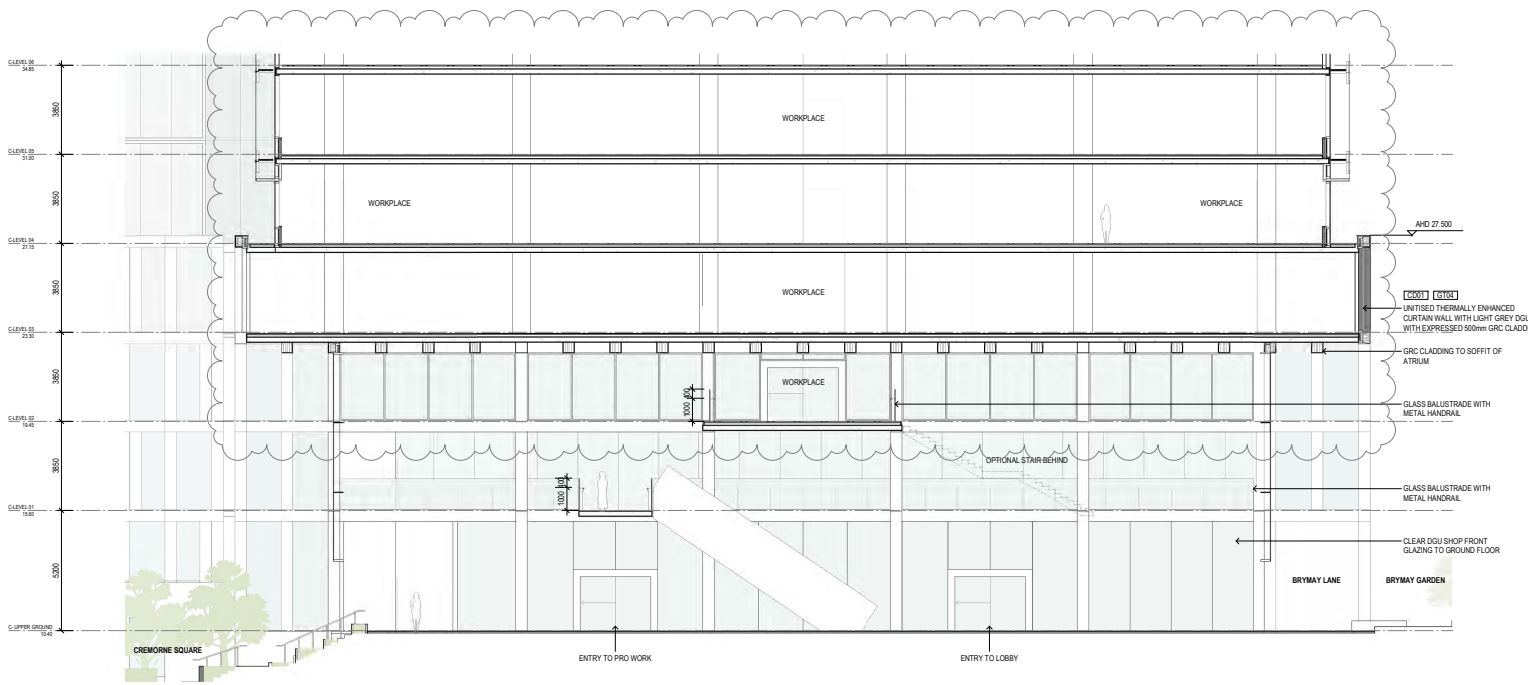 C-LEVEL 06
34.85
3850
WORKPLACE
C-LEVEL 05
31.00
3850
WORKPLACE
WORKPLACE
C-LEVEL 04
27.15
AHD 27.500
3850
WORKPLACE
CD01 GT04
UNITISED THERMALLY ENHANCED
CURTAIN WALL WITH LIGHT GREY DGU
WITH EXPRESSED 500mm GRC CLADDI
C-LEVEL 03
23.30
GRC CLADDING TO SOFFIT OF
ATRIUM
3850
WORKPLACE
400
1000
GLASS BALUSTRADE WITH
METAL HANDRAIL
C-LEVEL 02
19.45
3850
OPTIONAL STAIR BEHIND
400
1000
GLASS BALUSTRADE WITH
METAL HANDRAIL
C-LEVEL 01
15.60
CLEAR DGU SHOP FRONT
GLAZING TO GROUND FLOOR
5200
BRYMAY LANE
BRYMAY GARDEN
C- UPPER GROUND
10.40
CREMORNE SQUARE
ENTRY TO PRO WORK
ENTRY TO LOBBY